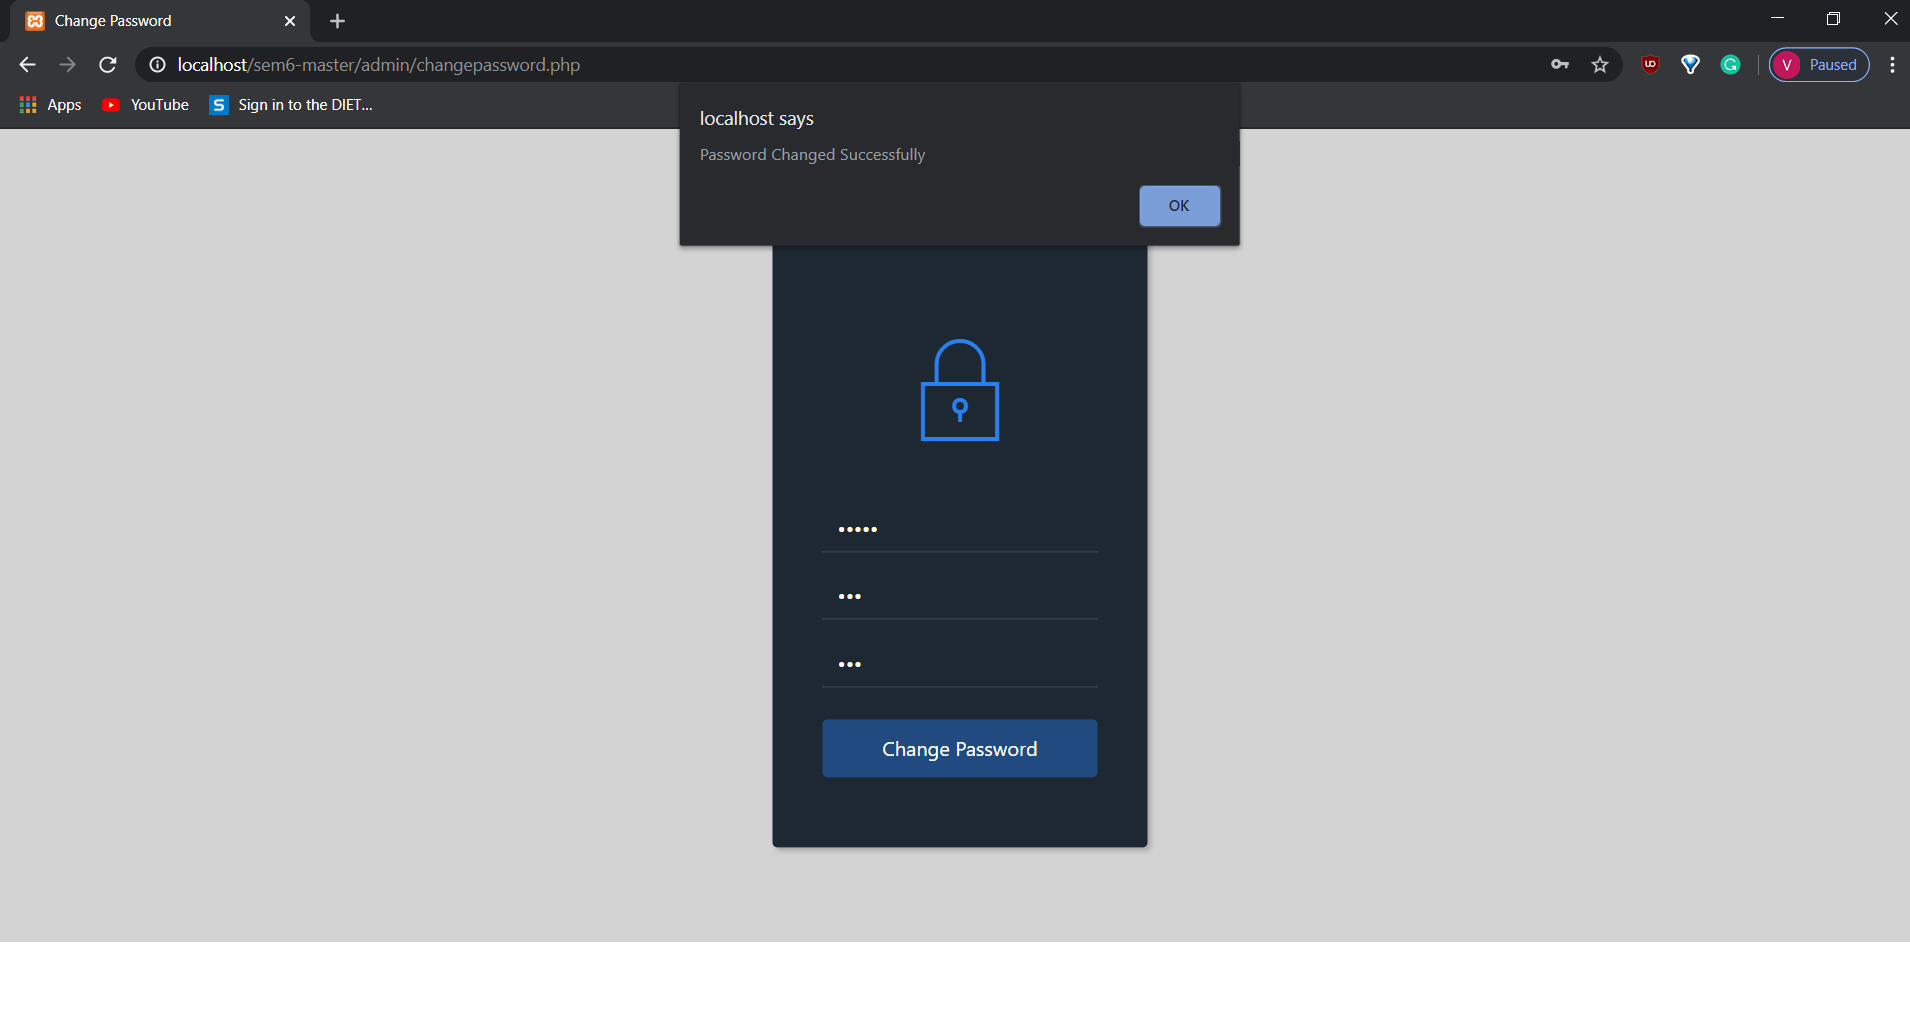 Change Password
localhost/sem6-master/admin/changepassword.php
V Paused
Apps YouTube S Sign in to the DIET...
localhost says
Password Changed Successfully
OK
•••••
•••
•••
Change Password